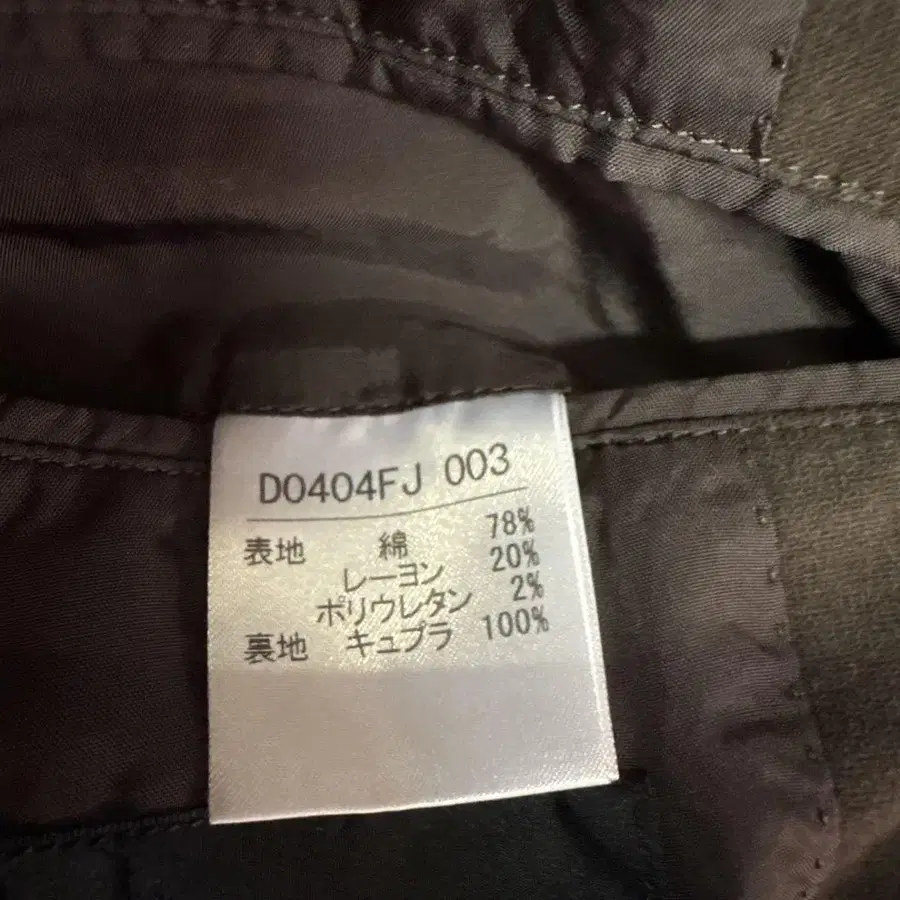 D0404FJ 003
表地 綿 78%
レーヨン 20%
ポリウレタン 2%
裏地 キュプラ 100%